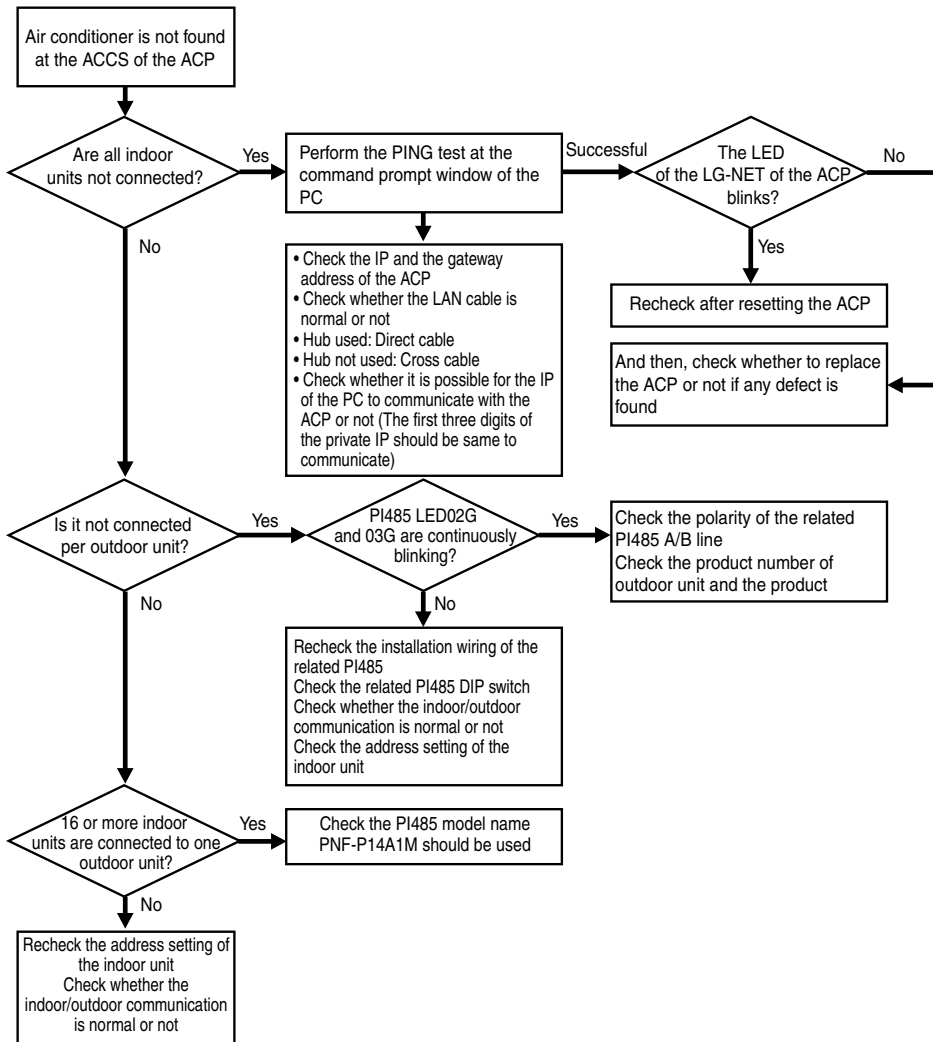 Air conditioner is not found
at the ACCS of the ACP
Are all indoor
units not connected?
Yes
Perform the PING test at the
command prompt window of the
PC
Successful
The LED
of the LG-NET of the ACP
blinks?
No
No
• Check the IP and the gateway
address of the ACP
• Check whether the LAN cable is
normal or not
• Hub used: Direct cable
• Hub not used: Cross cable
• Check whether it is possible for the IP
of the PC to communicate with the
ACP or not (The first three digits of
the private IP should be same to
communicate)
Yes
Recheck after resetting the ACP
And then, check whether to replace
the ACP or not if any defect is
found
Is it not connected
per outdoor unit?
Yes
PI485 LED02G
and 03G are continuously
blinking?
Yes
Check the polarity of the related
PI485 A/B line
Check the product number of
outdoor unit and the product
No
No
Recheck the installation wiring of the
related PI485
Check the related PI485 DIP switch
Check whether the indoor/outdoor
communication is normal or not
Check the address setting of the
indoor unit
16 or more indoor
units are connected to one
outdoor unit?
Yes
Check the PI485 model name
PNF-P14A1M should be used
No
Recheck the address setting of
the indoor unit
Check whether the
indoor/outdoor communication
is normal or not